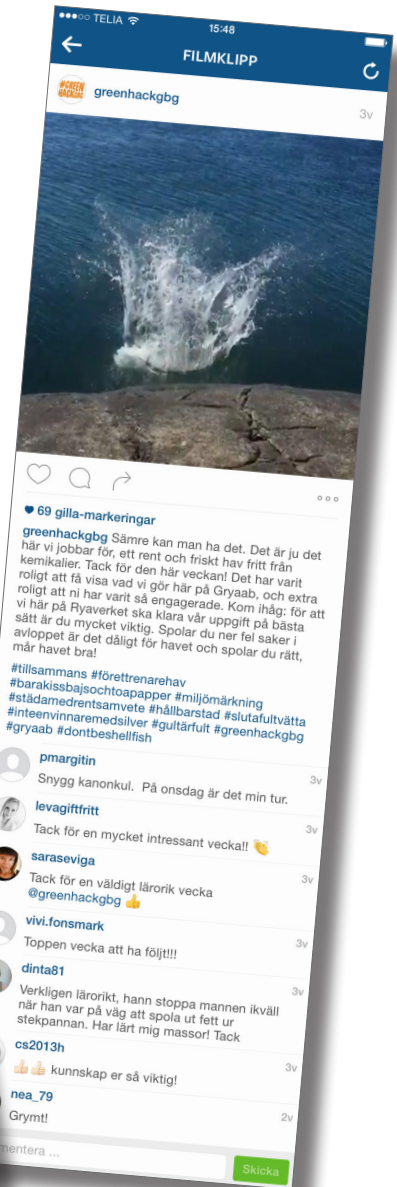 TELIA 15:48
FILMKLIPP
#GREEN
HACKGBG
greenhackgbg 3v
69 gilla-markeringar
greenhackgbg Sämre kan man ha det. Det är ju det
här vi jobbar för, ett rent och friskt hav fritt från
kemikalier. Tack för den här veckan! Det har varit
roligt att få visa vad vi gör här på Gryaab, och extra
roligt att ni har varit så engagerade. Kom ihåg: för att
vi här på Ryaverket ska klara vår uppgift på bästa
sätt är du mycket viktig. Spolar du ner fel saker i
avloppet är det dåligt för havet och spolar du rätt,
mår havet bra!
#tillsammans #förettrenarehav
#barakissbajsochtoapapper #miljömärkning
#städamedrentsamvete #hållbarstad #slutafultvätta
#inteenvinnaremedsilver #gultärfult #greenhackgbg
#gryaab #dontbeshellfish
pmargitin 3v
Snygg kanonkul. På onsdag är det min tur.
levagiftfritt 3v
Tack för en mycket intressant vecka!! 👏
saraseviga 3v
Tack för en väldigt lärorik vecka
@greenhackgbg 👍
vivi.fonsmark 3v
Toppen vecka att ha följt!!!
dinta81 3v
Verkligen lärorikt, hann stoppa mannen ikväll
när han var på väg att spola ut fett ur
stekpannan. Har lärt mig massor! Tack
cs2013h 3v
👍👍 kunnskap er så viktig!
nea_79 2v
Grymt!
mentera ... Skicka